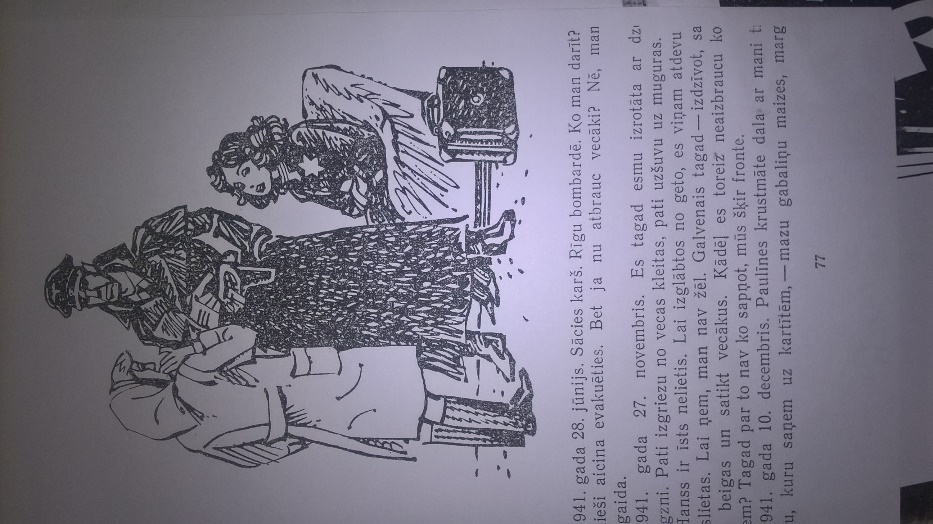 941. gada 28. jūnijs. Sācies karš. Rīgu bombardē. Ko man darīt?
ieši aicina evakuēties. Bet ja nu atbrauc vecāki? Nē, man
gaida.
941. gada 27. novembris. Es tagad esmu izrotāta ar dz
gzni. Pati izgriezu no vecas kleitas, pati uzšuvu uz muguras.
Hanss ir īsts nelietis. Lai izglābtos no geto, es viņam atdevu
slietas. Lai ņem, man nav žēl. Galvenais tagad — izdzīvot, sa
beigas un satikt vecākus. Kādēļ es toreiz neaizbraucu ko
em? Tagad par to nav ko sapņot, mūs šķir fronte.
941. gada 10. decembris. Paulīnes krustmāte dala ar mani t
u, kuru saņem uz kartītēm, — mazu gabaliņu maizes, marg
77